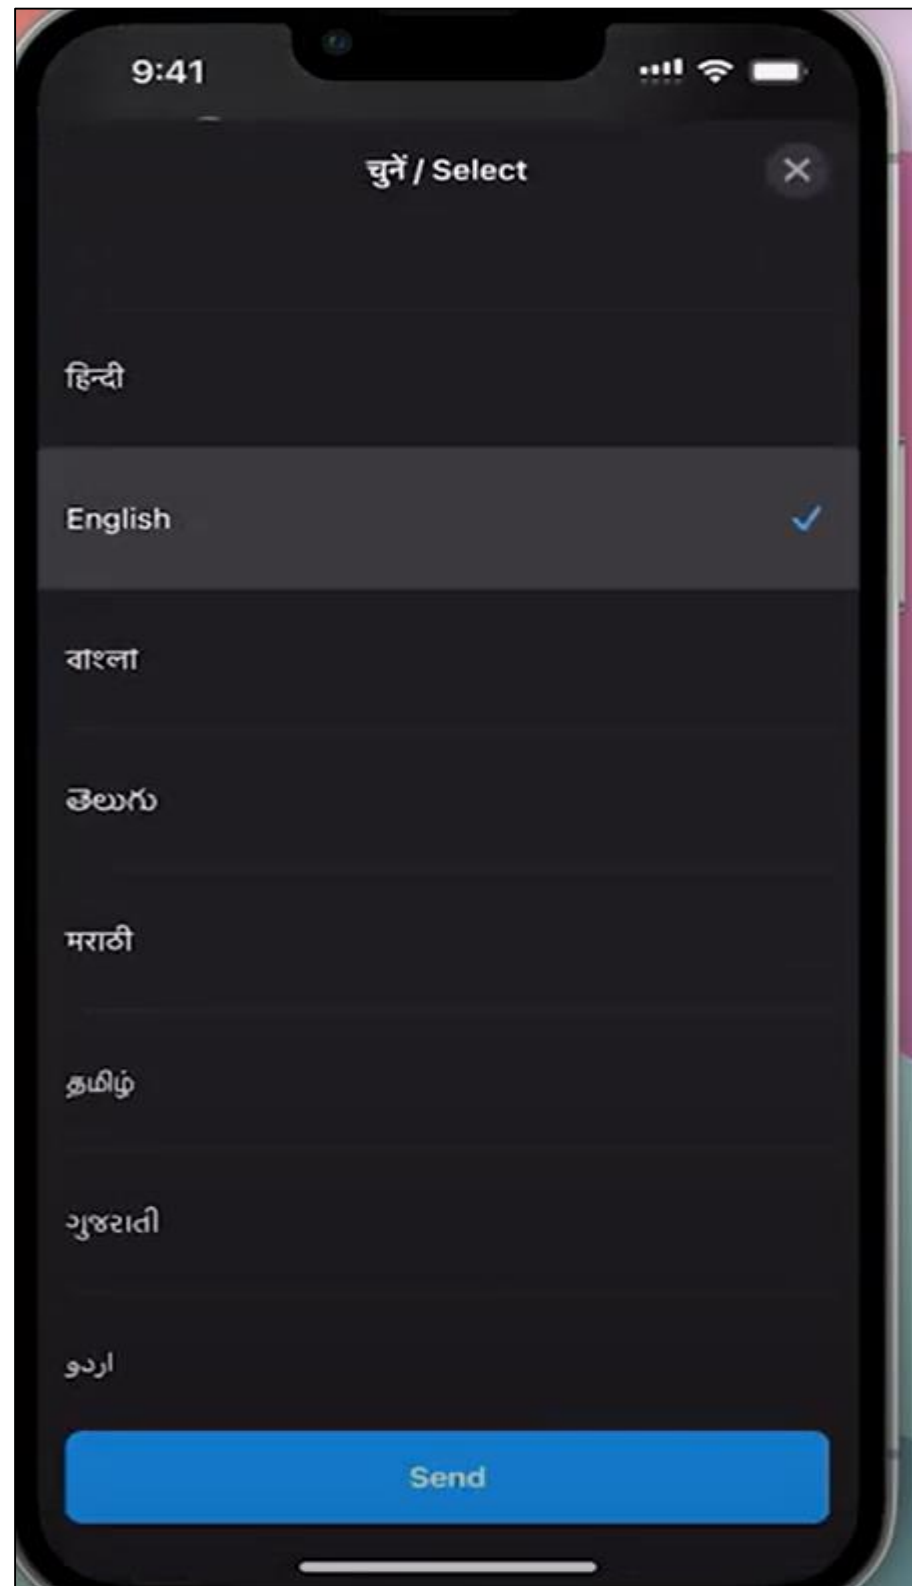 9:41
चुनें / Select
हिन्दी
English
বাংলা
తెలుగు
मराठी
தமிழ்
ગુજરાતી
اردو
Send